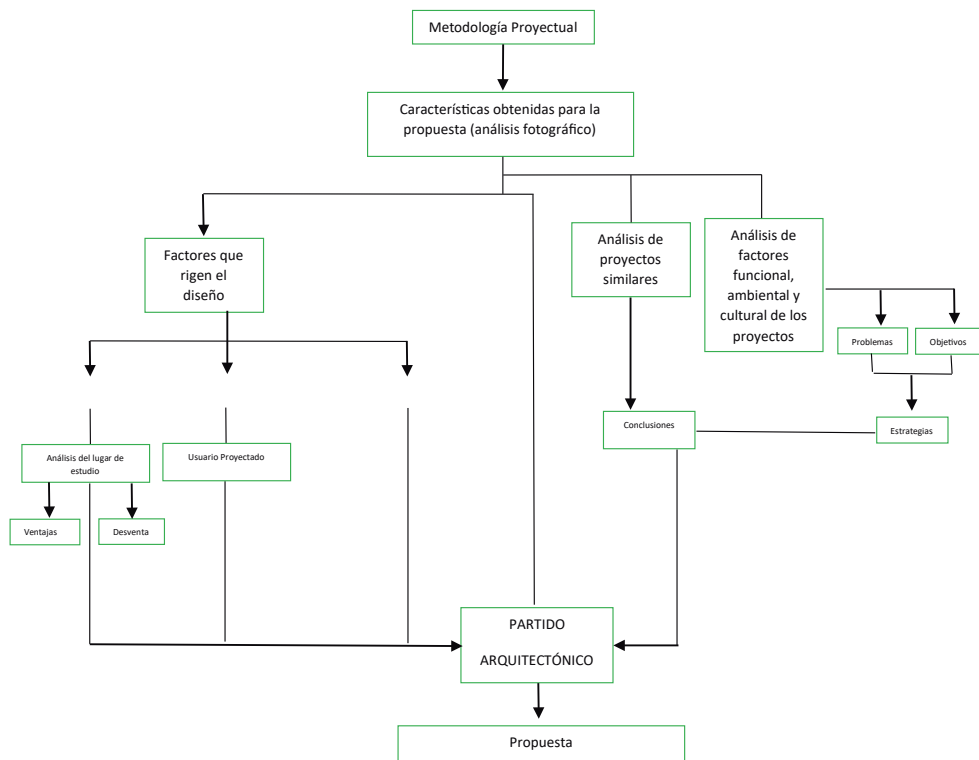 Metodología Proyectual
Características obtenidas para la
propuesta (análisis fotográfico)
Factores que
rigen el
diseño
Análisis de
proyectos
similares
Análisis de
factores
funcional,
ambiental y
cultural de los
proyectos
Problemas
Objetivos
Estrategias
Conclusiones
Análisis del lugar de
estudio
Usuario Proyectado
Ventajas
Desventa
PARTIDO
ARQUITECTÓNICO
Propuesta